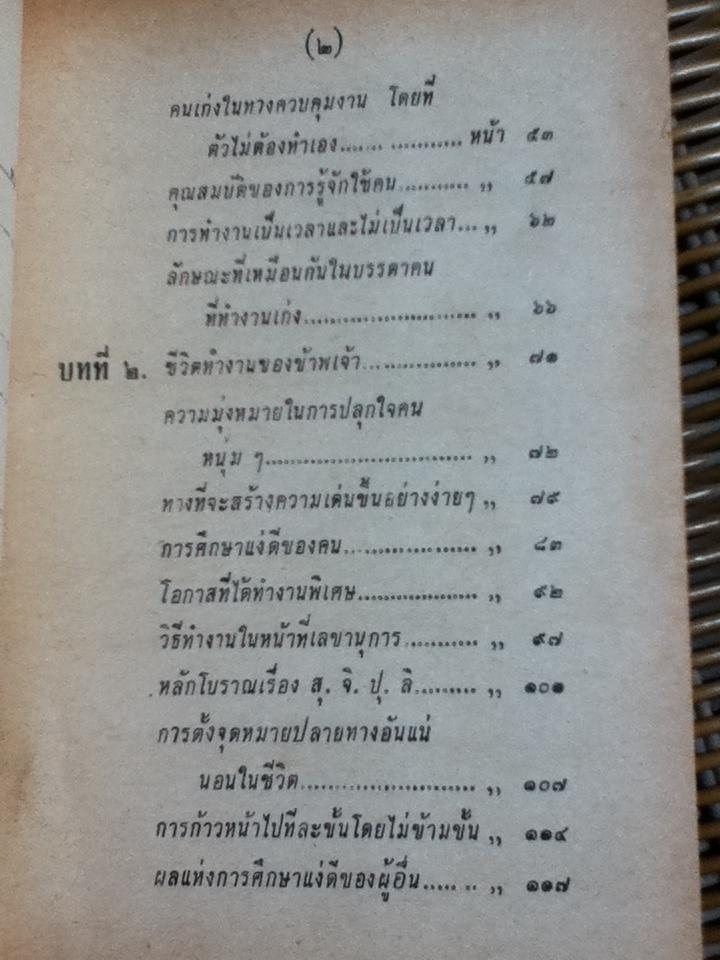 (๒)
คนเก่งในทางควบคุมงาน โดยที่
ตัวไม่ต้องทำเอง....... ............ หน้า ๕๓
คุณสมบัติของการรู้จักใช้คน........... ,, ๕๗
การทำงานเป็นเวลาและไม่เป็นเวลา... ,, ๖๒
ลักษณะที่เหมือนกันในบรรดาคน
ที่ทำงานเก่ง............................ ,, ๖๖
บทที่ ๒. ชีวิตทำงานของข้าพเจ้า.................. ,, ๗๑
ความมุ่งหมายในการปลุกใจคน
หนุ่ม ๆ................................. ,, ๗๒
ทางที่จะสร้างความเด่นขึ้นอย่างง่ายๆ ,, ๗๙
การศึกษาแง่ดีของคน..................... ,, ๘๓
โอกาสที่ได้ทำงานพิเศษ................... ,, ๙๒
วิธีทำงานในหน้าที่เลขานุการ........... ,, ๙๗
หลักโบราณเรื่อง สุ. จิ. ปุ. ลิ.......... ,, ๑๐๑
การตั้งจุดหมายปลายทางอันแน่
นอนในชีวิต............................ ,, ๑๐๗
การก้าวหน้าไปทีละขั้นโดยไม่ข้ามขั้น ,, ๑๑๔
ผลแห่งการศึกษาแง่ดีของผู้อื่น...... .. ,, ๑๑๗